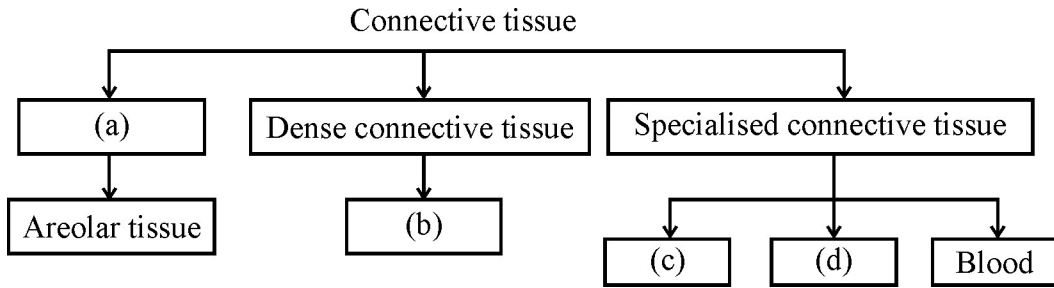 Connective tissue
(a)
Dense connective tissue
Specialised connective tissue
Areolar tissue
(b)
(c)
(d)
Blood